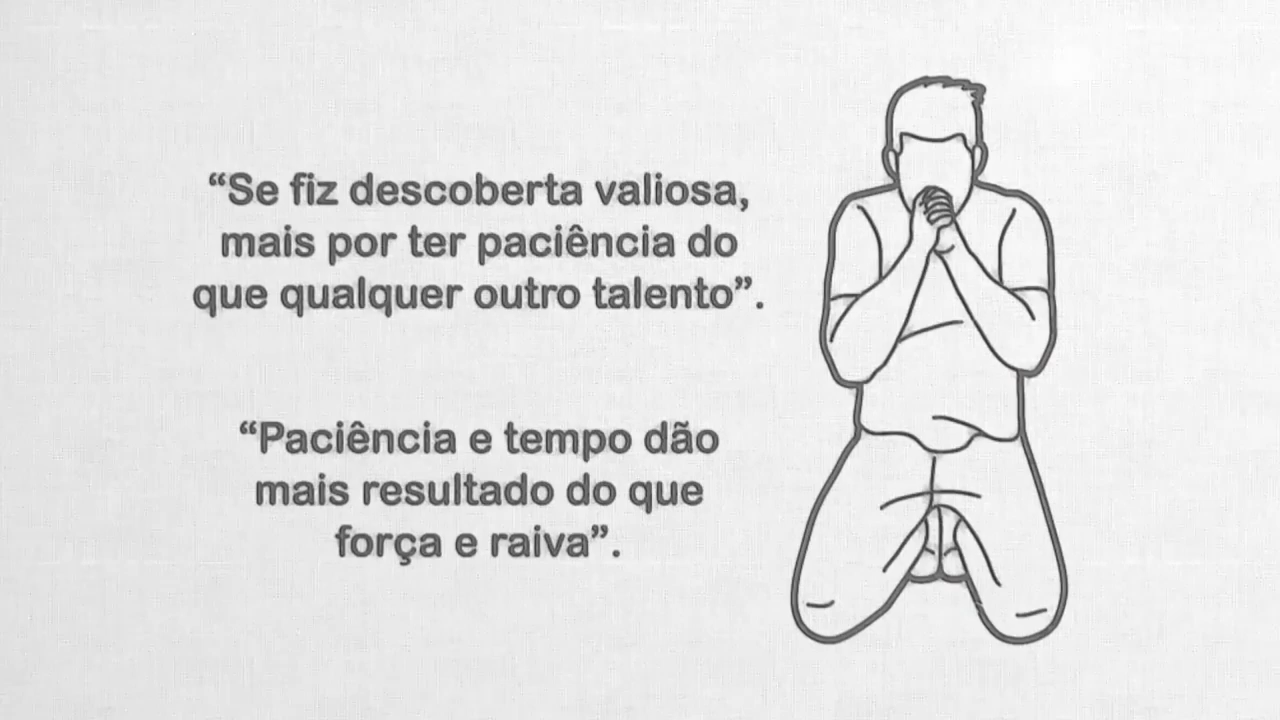 “Se fiz descoberta valiosa,
mais por ter paciência do
que qualquer outro talento”.
“Paciência e tempo dão
mais resultado do que
força e raiva”.